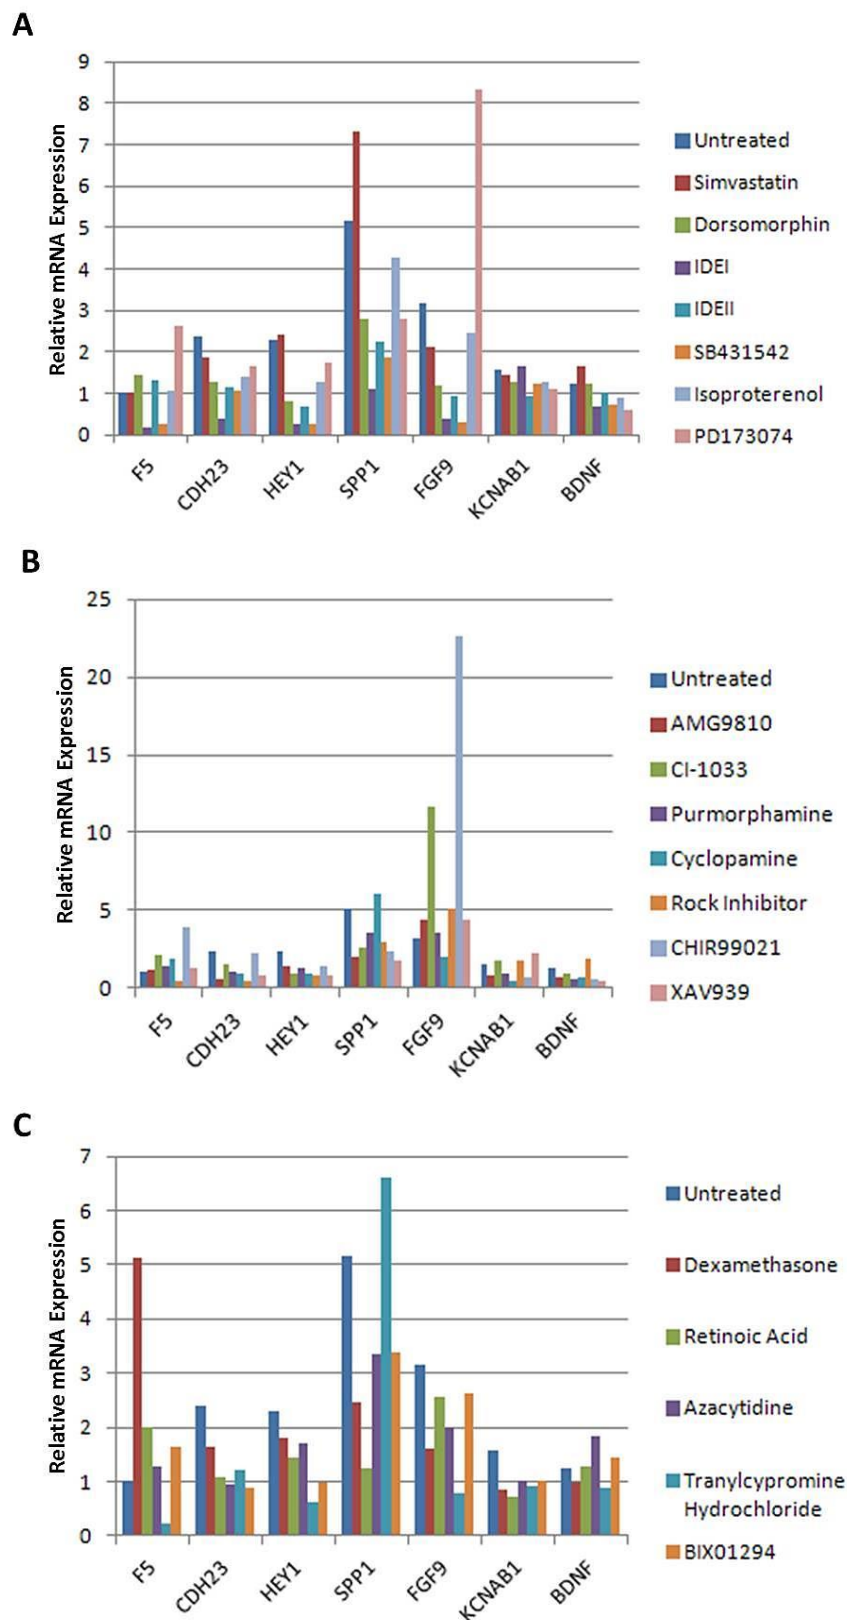 A
Relative mRNA Expression
9
8
7
6
5
4
3
2
1
0
F5
CDH23
HEY1
SPP1
FGF9
KCNAB1
BDNF
Untreated
Simvastatin
Dorsomorphin
IDEI
IDEII
SB431542
Isoproterenol
PD173074
B
Relative mRNA Expression
25
20
15
10
5
0
F5
CDH23
HEY1
SPP1
FGF9
KCNAB1
BDNF
Untreated
AMG9810
CI-1033
Purmorphamine
Cyclopamine
Rock Inhibitor
CHIR99021
XAV939
C
Relative mRNA Expression
7
6
5
4
3
2
1
0
F5
CDH23
HEY1
SPP1
FGF9
KCNAB1
BDNF
Untreated
Dexamethasone
Retinoic Acid
Azacytidine
Tranylcypromine
Hydrochloride
BIX01294